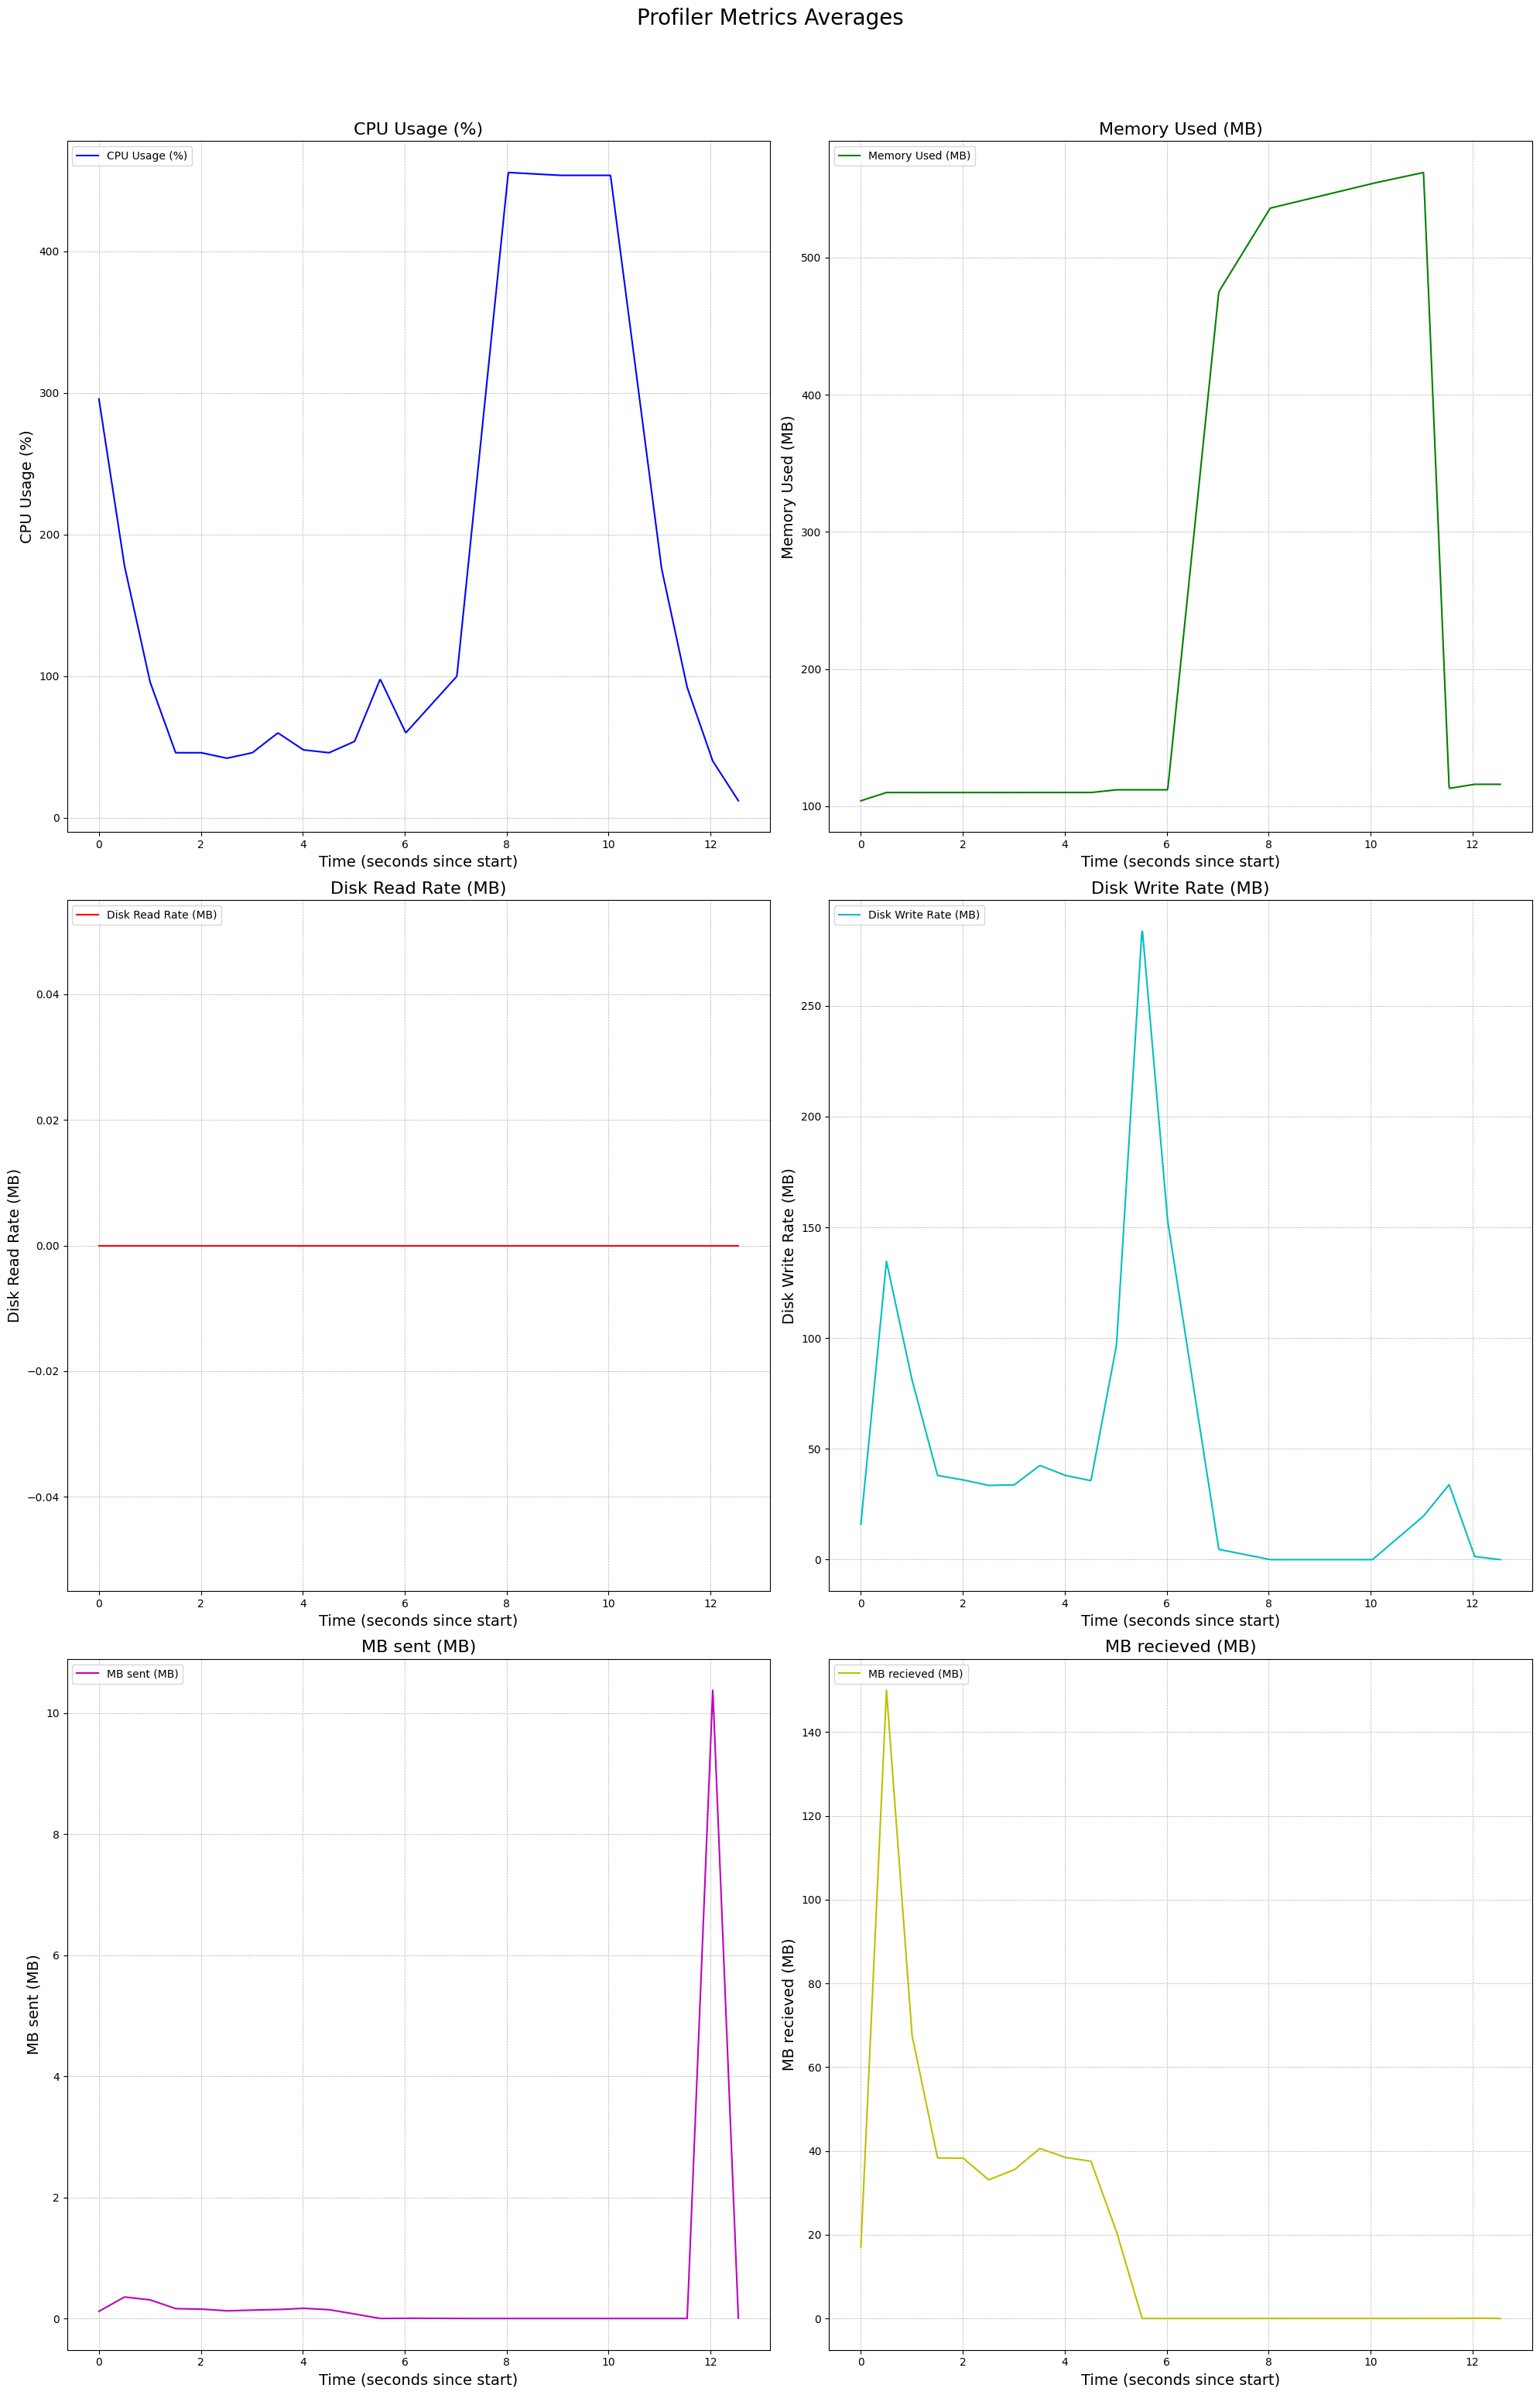 Profiler Metrics Averages
CPU Usage (%)
CPU Usage (%)
CPU Usage (%)
400
300
200
100
0
0 2 4 6 8 10 12
Time (seconds since start)
Memory Used (MB)
Memory Used (MB)
Memory Used (MB)
500
400
300
200
100
0 2 4 6 8 10 12
Time (seconds since start)
Disk Read Rate (MB)
Disk Read Rate (MB)
Disk Read Rate (MB)
0.04
0.02
0.00
−0.02
−0.04
0 2 4 6 8 10 12
Time (seconds since start)
Disk Write Rate (MB)
Disk Write Rate (MB)
Disk Write Rate (MB)
250
200
150
100
50
0
0 2 4 6 8 10 12
Time (seconds since start)
MB sent (MB)
MB sent (MB)
MB sent (MB)
10
8
6
4
2
0
0 2 4 6 8 10 12
Time (seconds since start)
MB recieved (MB)
MB recieved (MB)
MB recieved (MB)
140
120
100
80
60
40
20
0
0 2 4 6 8 10 12
Time (seconds since start)